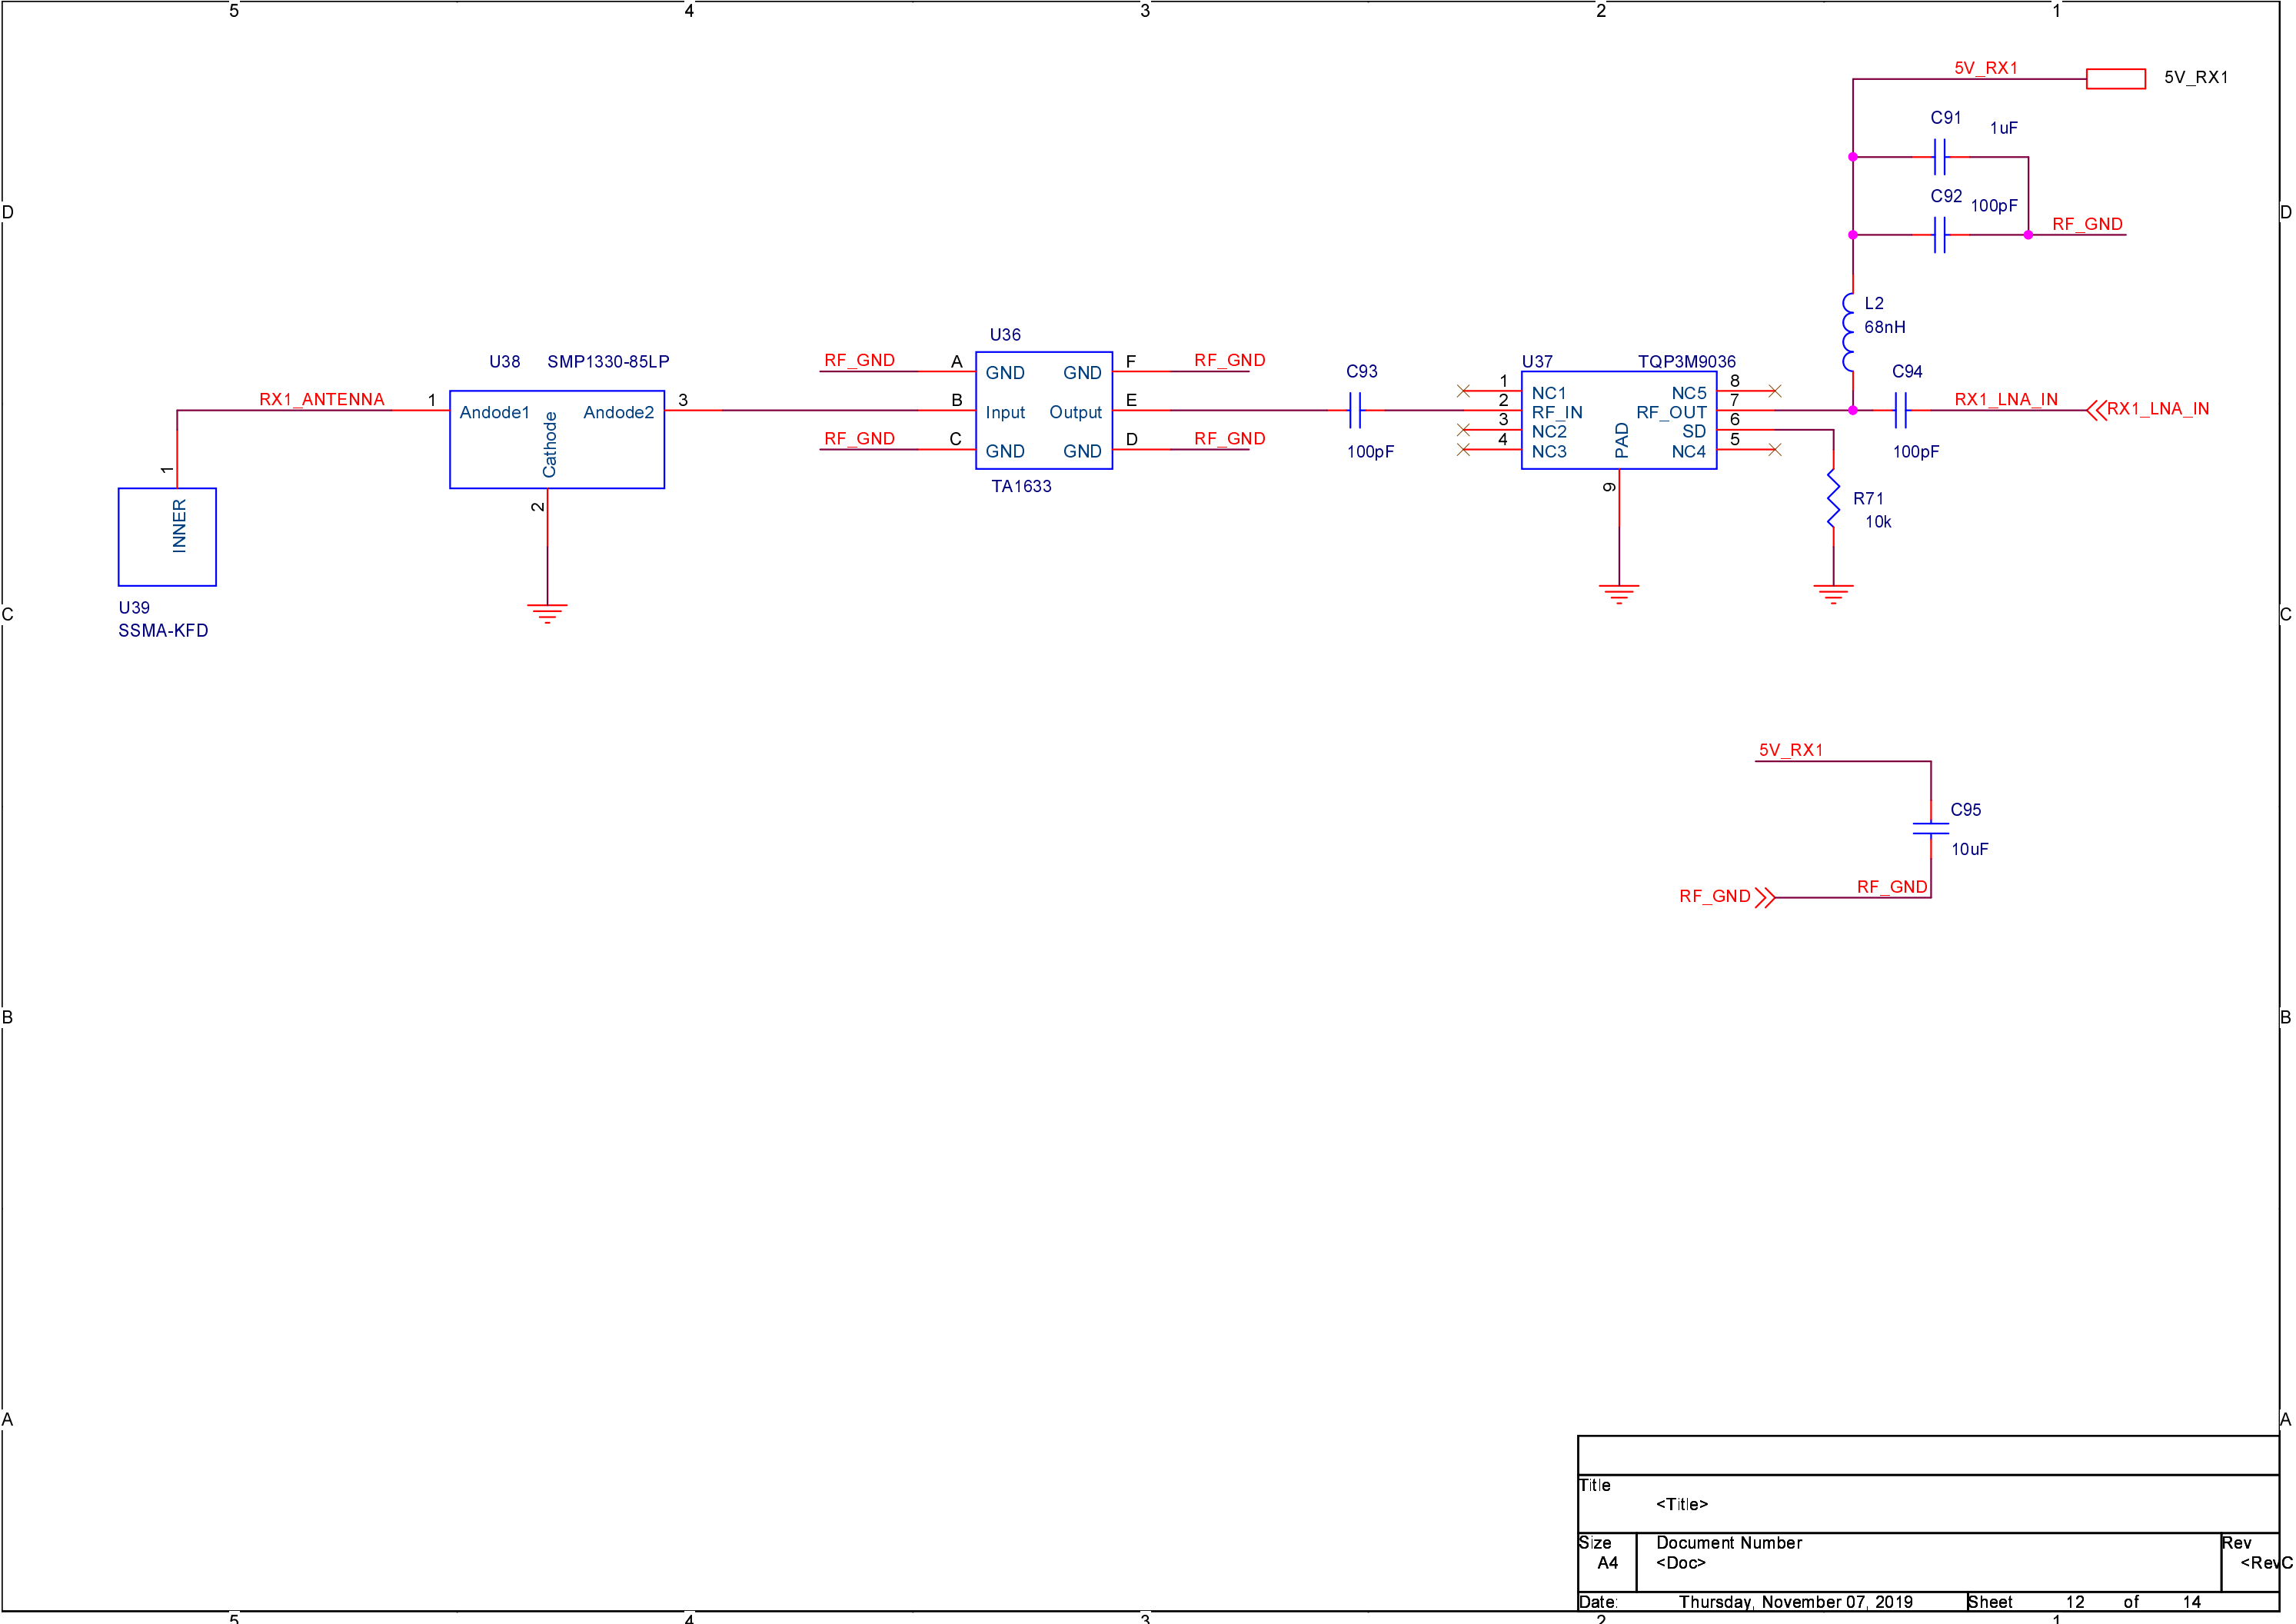 5 4 3 2 1
5V_RX1 5V_RX1
C91
1uF
D C92 100pF D
RF_GND
L2
68nH
U36
U38 SMP1330-85LP
RF_GND A F RF_GND
GND GND
C93
U37 TQP3M9036
C94
RX1_ANTENNA 1 3
Andode1 Andode2
Cathode
2
B E
Input Output
RF_GND C D RF_GND
GND GND
TA1633
100pF
1 NC1 NC5 8
2 RF_IN RF_OUT 7
3 NC2 SD 6
4 NC3 NC4 5
PAD
9
RX1_LNA_IN RX1_LNA_IN
100pF
R71
10k
1
INNER
U39
SSMA-KFD
C C
5V_RX1
C95
10uF
RF_GND RF_GND
B B
A A
Title
<Title>
Size Document Number Rev
A4 <Doc> <RevC
Date: Thursday, November 07, 2019 Sheet 12 of 14
5 4 3 2 1